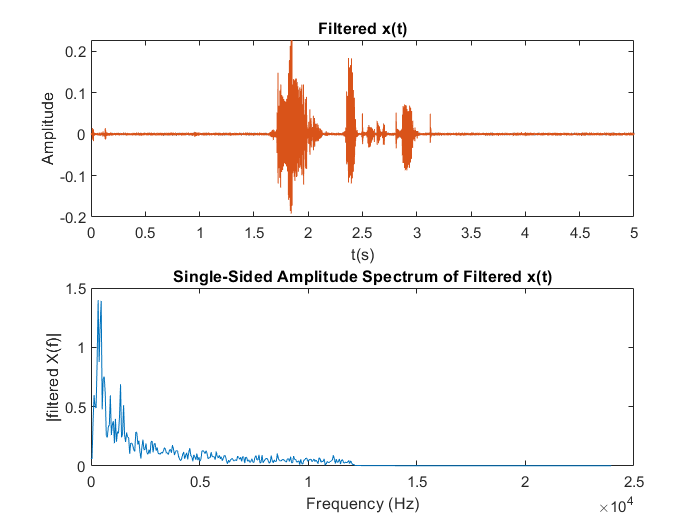 Filtered x(t)
0.2
0.1
0
-0.1
-0.2
Amplitude
0 0.5 1 1.5 2 2.5 3 3.5 4 4.5 5
t(s)
Single-Sided Amplitude Spectrum of Filtered x(t)
1.5
1
0.5
0
|filtered X(f)|
0 0.5 1 1.5 2 2.5
Frequency (Hz)
×10^4